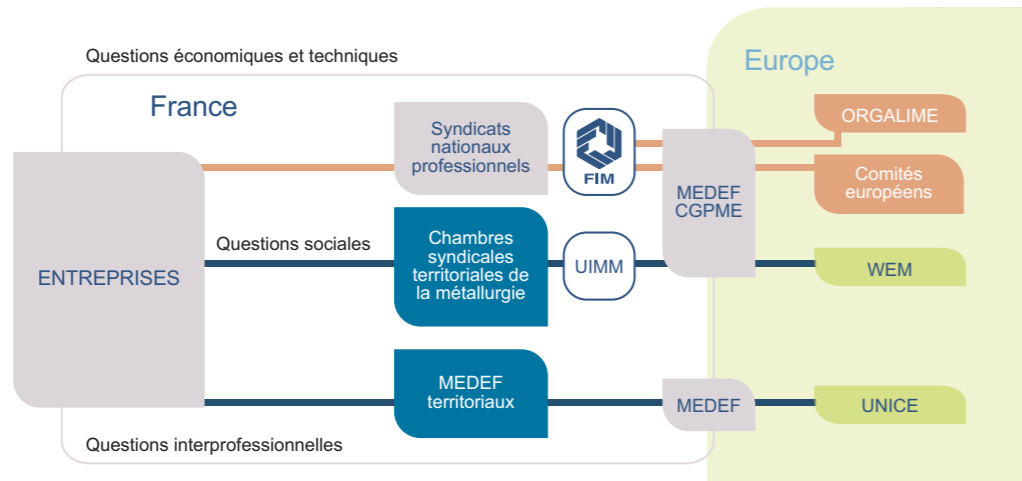 Questions économiques et techniques
France
Europe
ENTREPRISES
Syndicats
nationaux
professionnels
FIM
MEDEF
CGPME
ORGALIME
Comités
européens
Questions sociales
Chambres
syndicales
territoriales de
la métallurgie
UIMM
WEM
MEDEF
territoriaux
MEDEF
UNICE
Questions interprofessionnelles